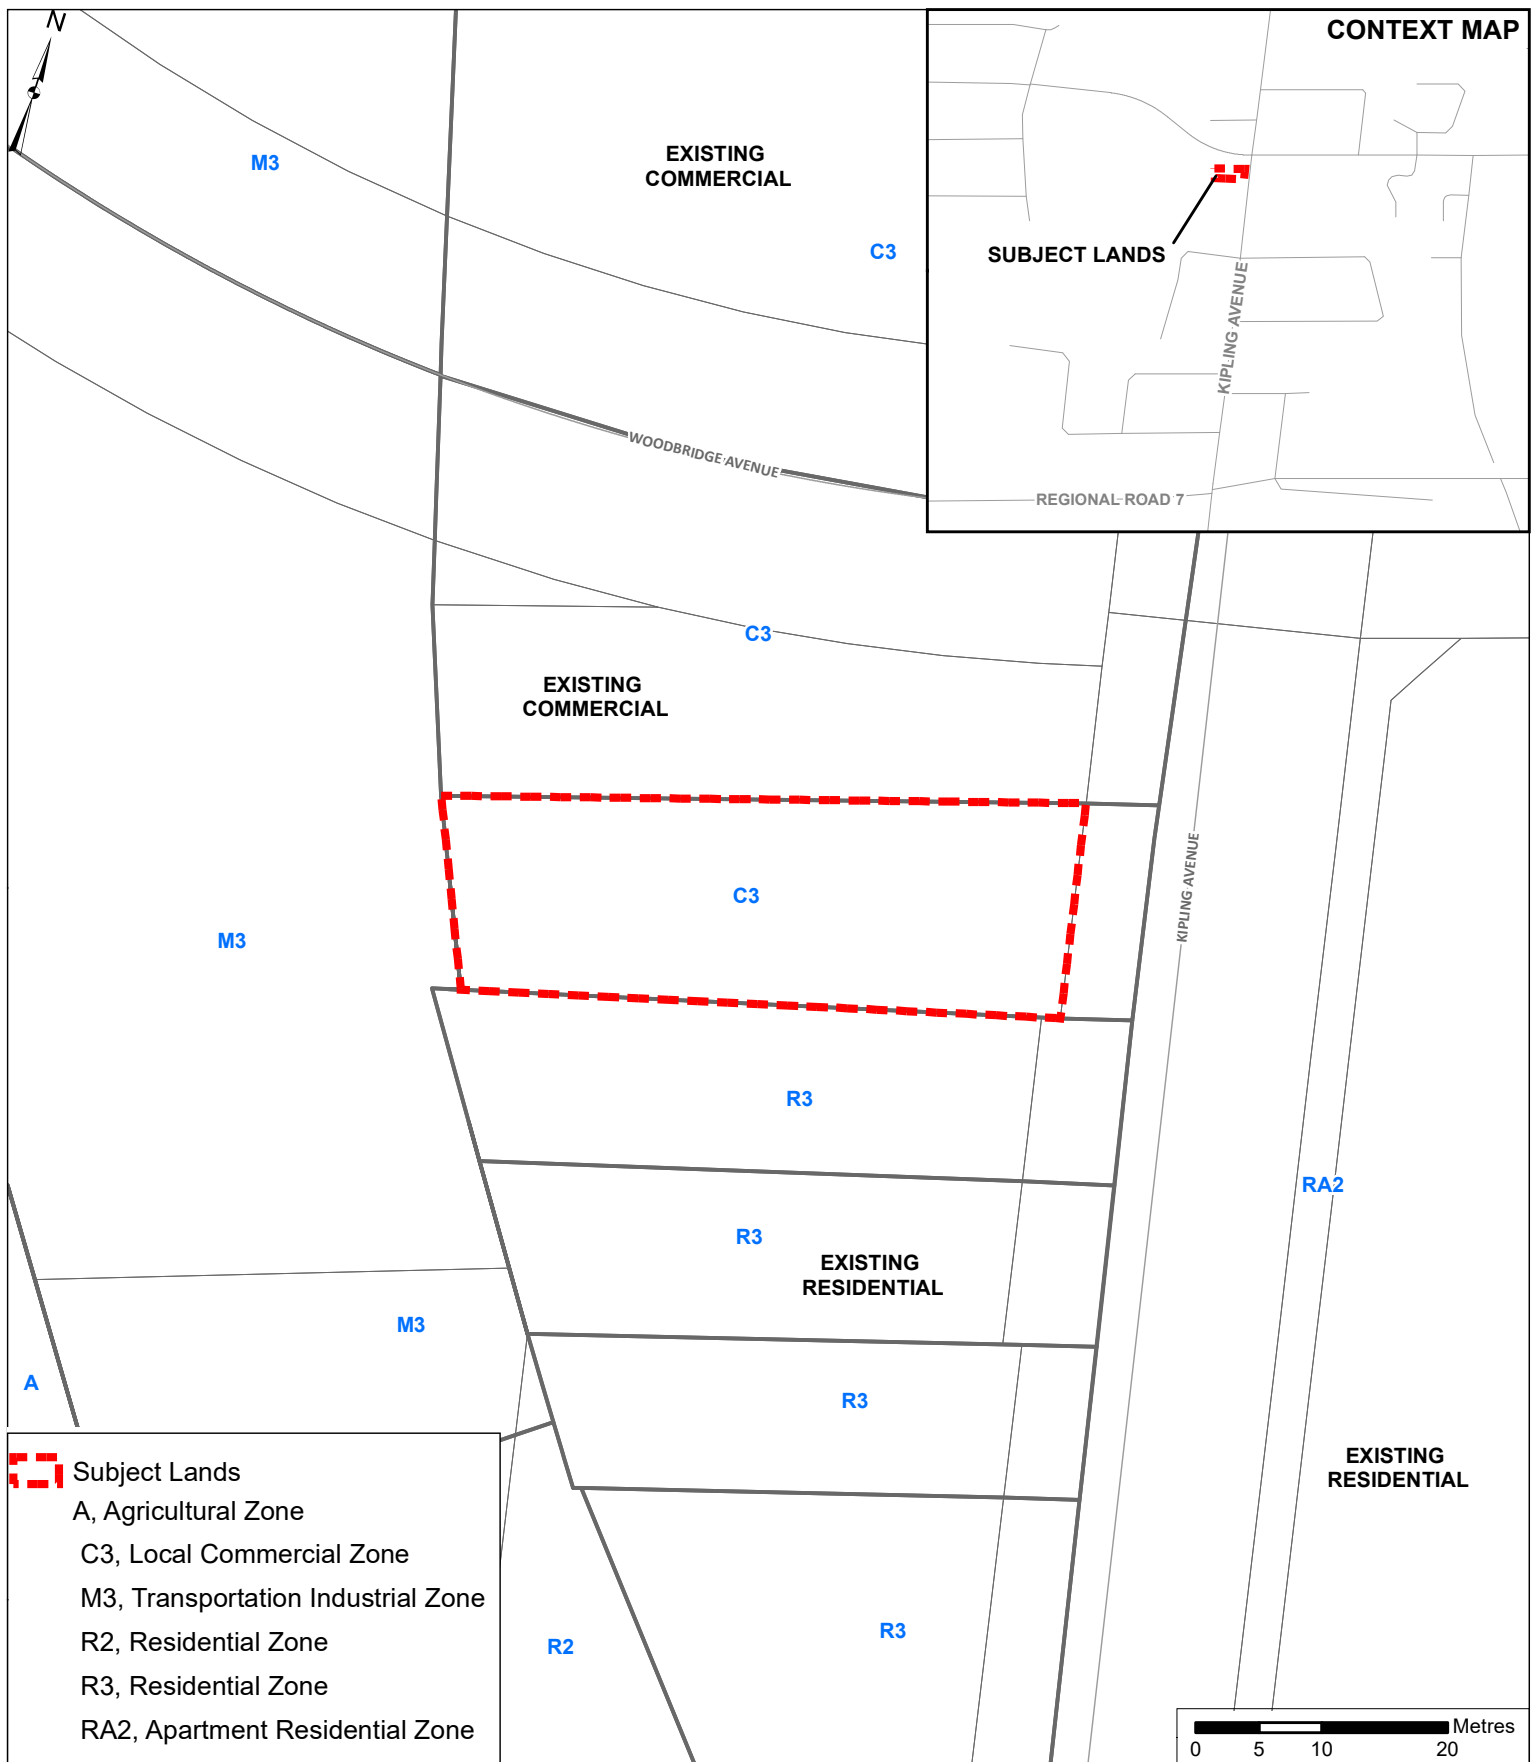 N
CONTEXT MAP
SUBJECT LANDS
KIPLING AVENUE
REGIONAL ROAD 7
M3
EXISTING
COMMERCIAL
C3
WOODBRIDGE AVENUE
C3
EXISTING
COMMERCIAL
C3
M3
KIPLING AVENUE
R3
RA2
R3
EXISTING
RESIDENTIAL
M3
A
R3
EXISTING
RESIDENTIAL
R3
R2
Subject Lands
A, Agricultural Zone
C3, Local Commercial Zone
M3, Transportation Industrial Zone
R2, Residential Zone
R3, Residential Zone
RA2, Apartment Residential Zone
Metres
0 5 10 20